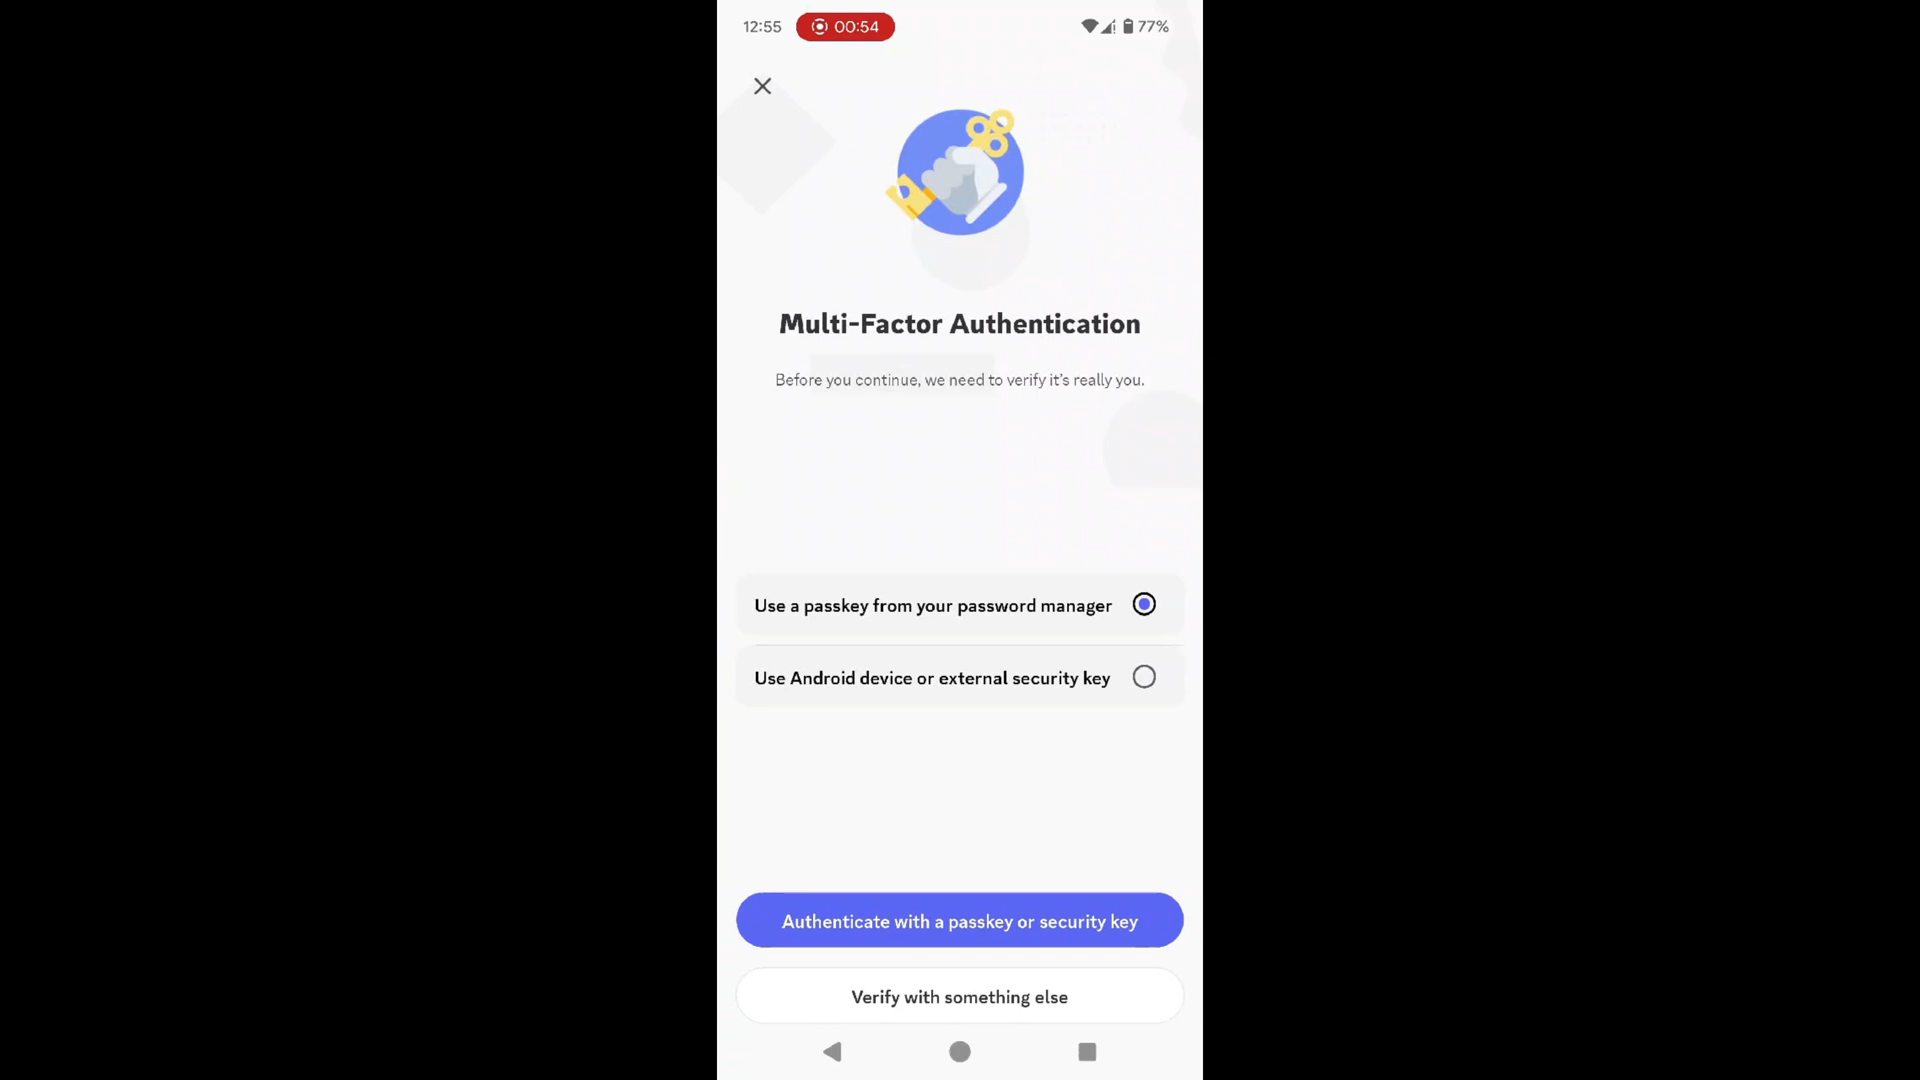 12:55 00:54 77%
Multi-Factor Authentication
Before you continue, we need to verify it's really you.
Use a passkey from your password manager
Use Android device or external security key
Authenticate with a passkey or security key
Verify with something else